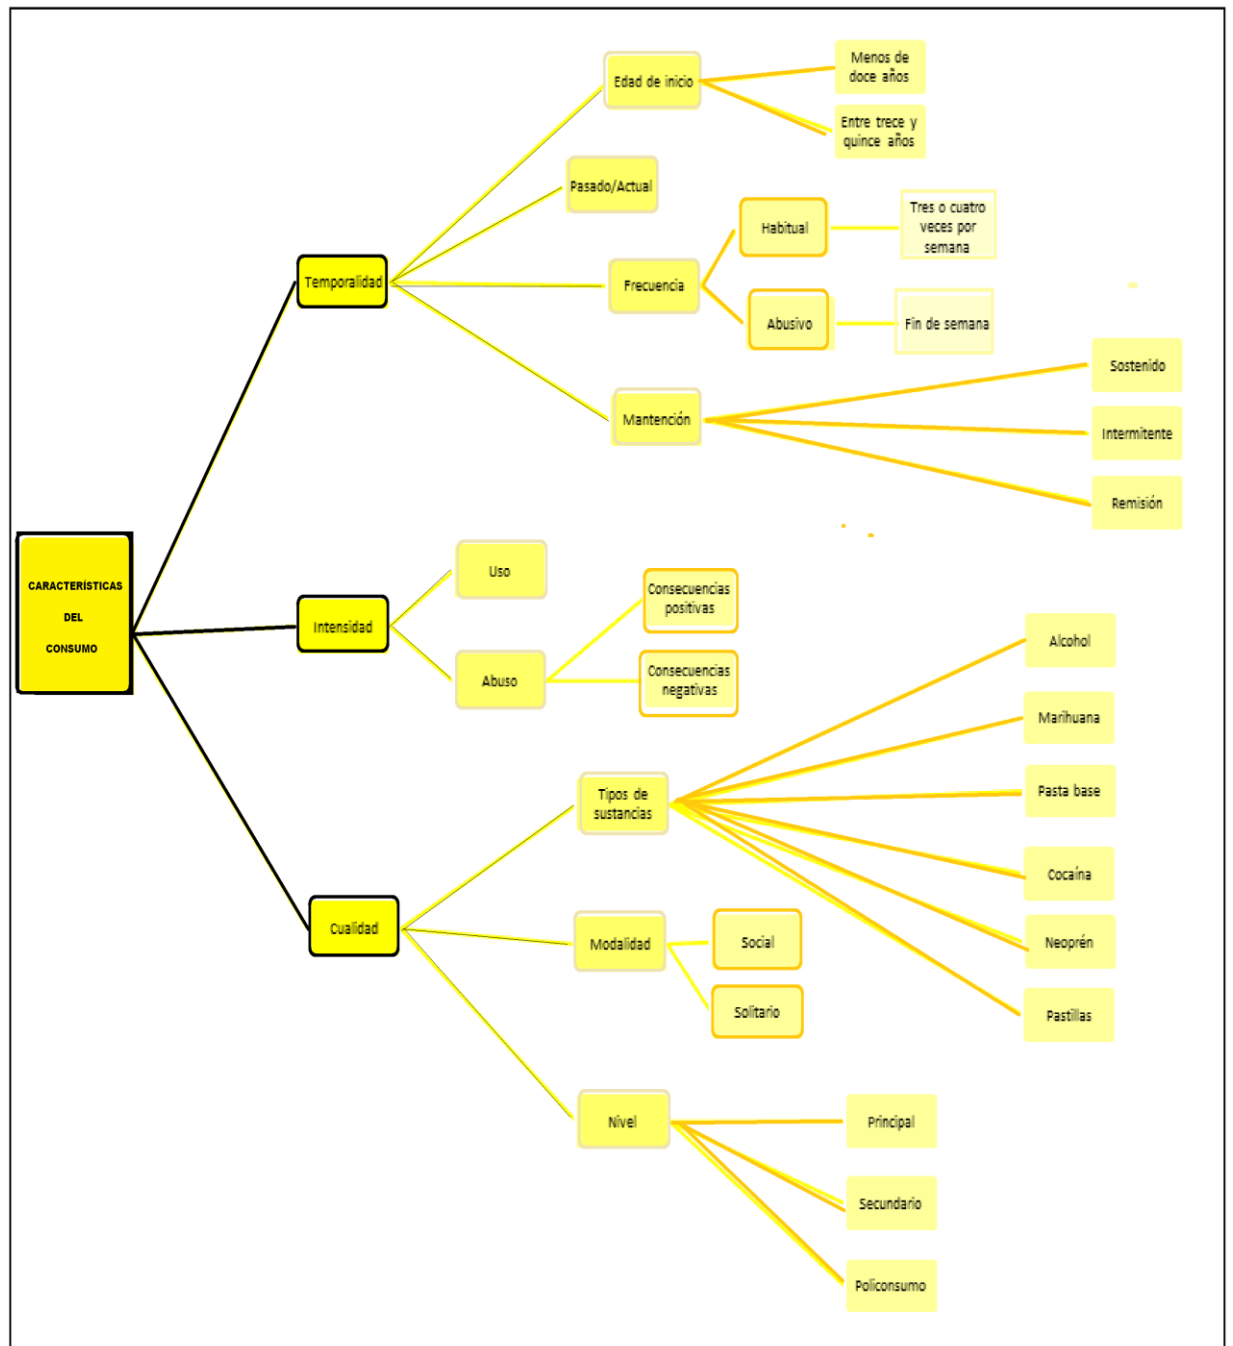 CARACTERÍSTICAS
DEL
CONSUMO
Temporalidad
Edad de inicio
Menos de
doce años
Entre trece y
quince años
Pasado/Actual
Frecuencia
Habitual
Tres o cuatro
veces por
semana
Abusivo
Fin de semana
Mantención
Sostenido
Intermitente
Remisión
Intensidad
Uso
Abuso
Consecuencias
positivas
Consecuencias
negativas
Cualidad
Tipos de
sustancias
Alcohol
Marihuana
Pasta base
Cocaína
Neoprén
Pastillas
Modalidad
Social
Solitario
Nivel
Principal
Secundario
Policonsumo